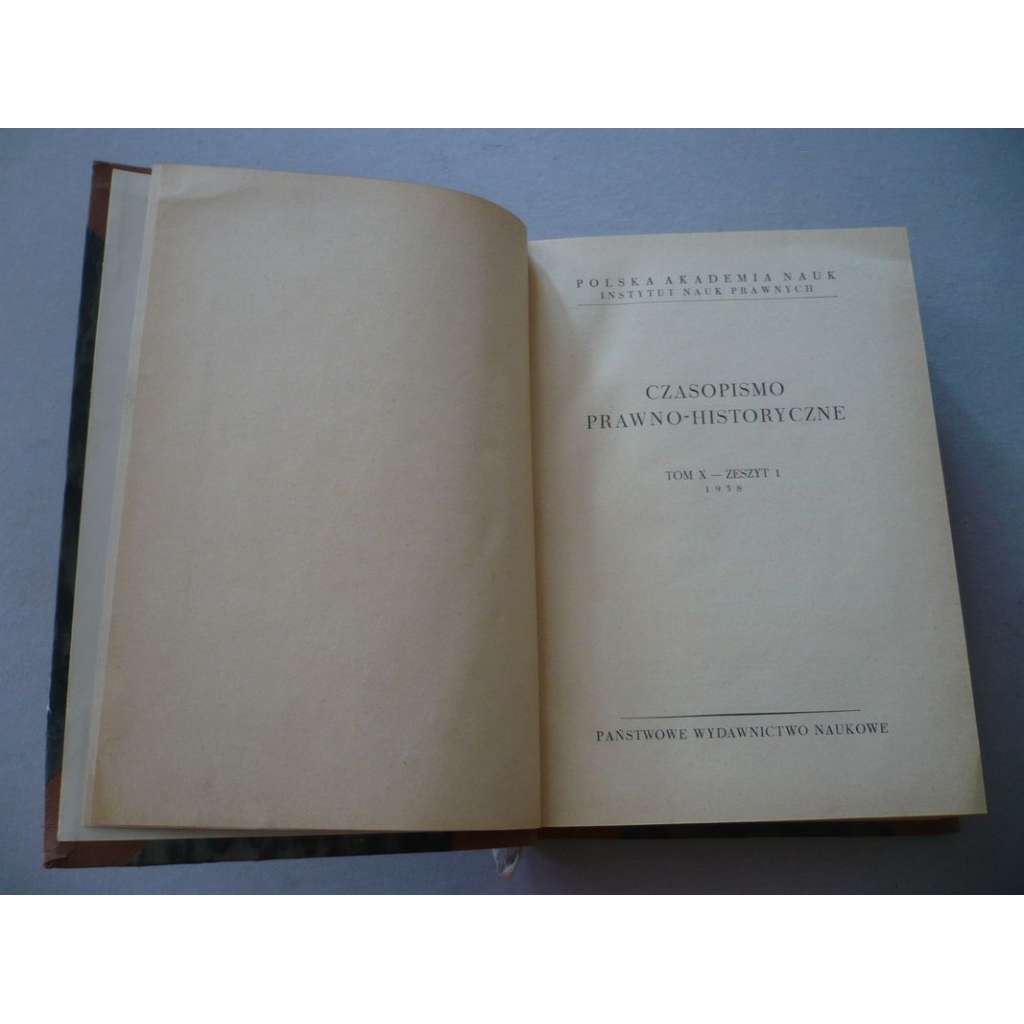 POLSKA AKADEMIA NAUK
INSTYTUT NAUK PRAWNYCH
CZASOPISMO
PRAWNO-HISTORYCZNE
TOM X — ZESZYT 1
1958
PAŃSTWOWE WYDAWNICTWO NAUKOWE